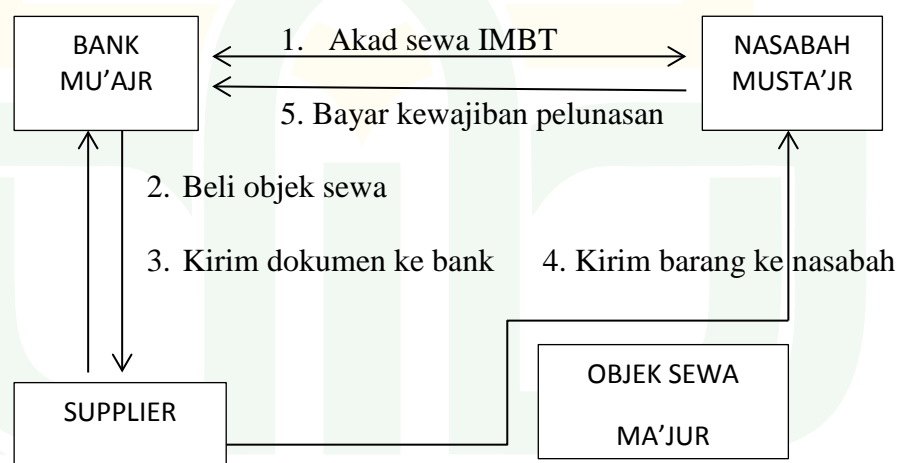 BANK
MU’AJR
1. Akad sewa IMBT
NASABAH
MUSTA’JR
5. Bayar kewajiban pelunasan
2. Beli objek sewa
3. Kirim dokumen ke bank
4. Kirim barang ke nasabah
SUPPLIER
OBJEK SEWA
MA’JUR